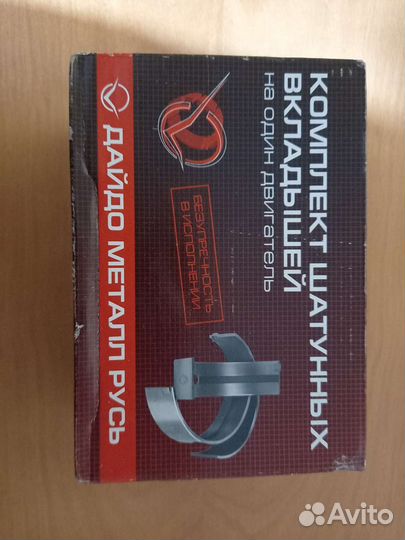 КОМПЛЕКТ ШАТУННЫХ
ВКЛАДЫШЕЙ
на один двигатель
БЕЗУПРЕЧНОСТЬ
В ИСПОЛНЕНИИ
ДАЙДО МЕТАЛЛ РУСЬ
Avito